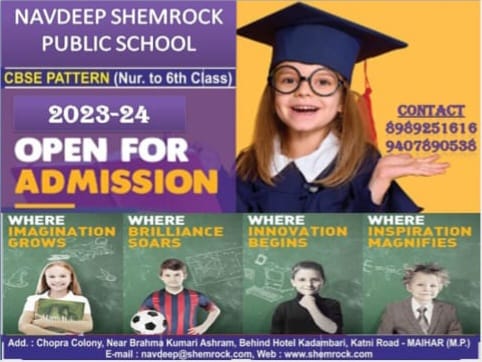 NAVDEEP SHEMROCK
PUBLIC SCHOOL
CBSE PATTERN (Nur. to 6th Class)
2023-24
OPEN FOR
ADMISSION
CONTACT
8989251616
9407890538
WHERE
IMAGINATION
GROWS
WHERE
BRILLIANCE
SOARS
WHERE
INNOVATION
BEGINS
WHERE
INSPIRATION
MAGNIFIES
Add. : Chopra Colony, Near Brahma Kumari Ashram, Behind Hotel Kadambari, Katni Road - MAIHAR (M.P.)
E-mail : navdeep@shemrock.com, Web : www.shemrock.com